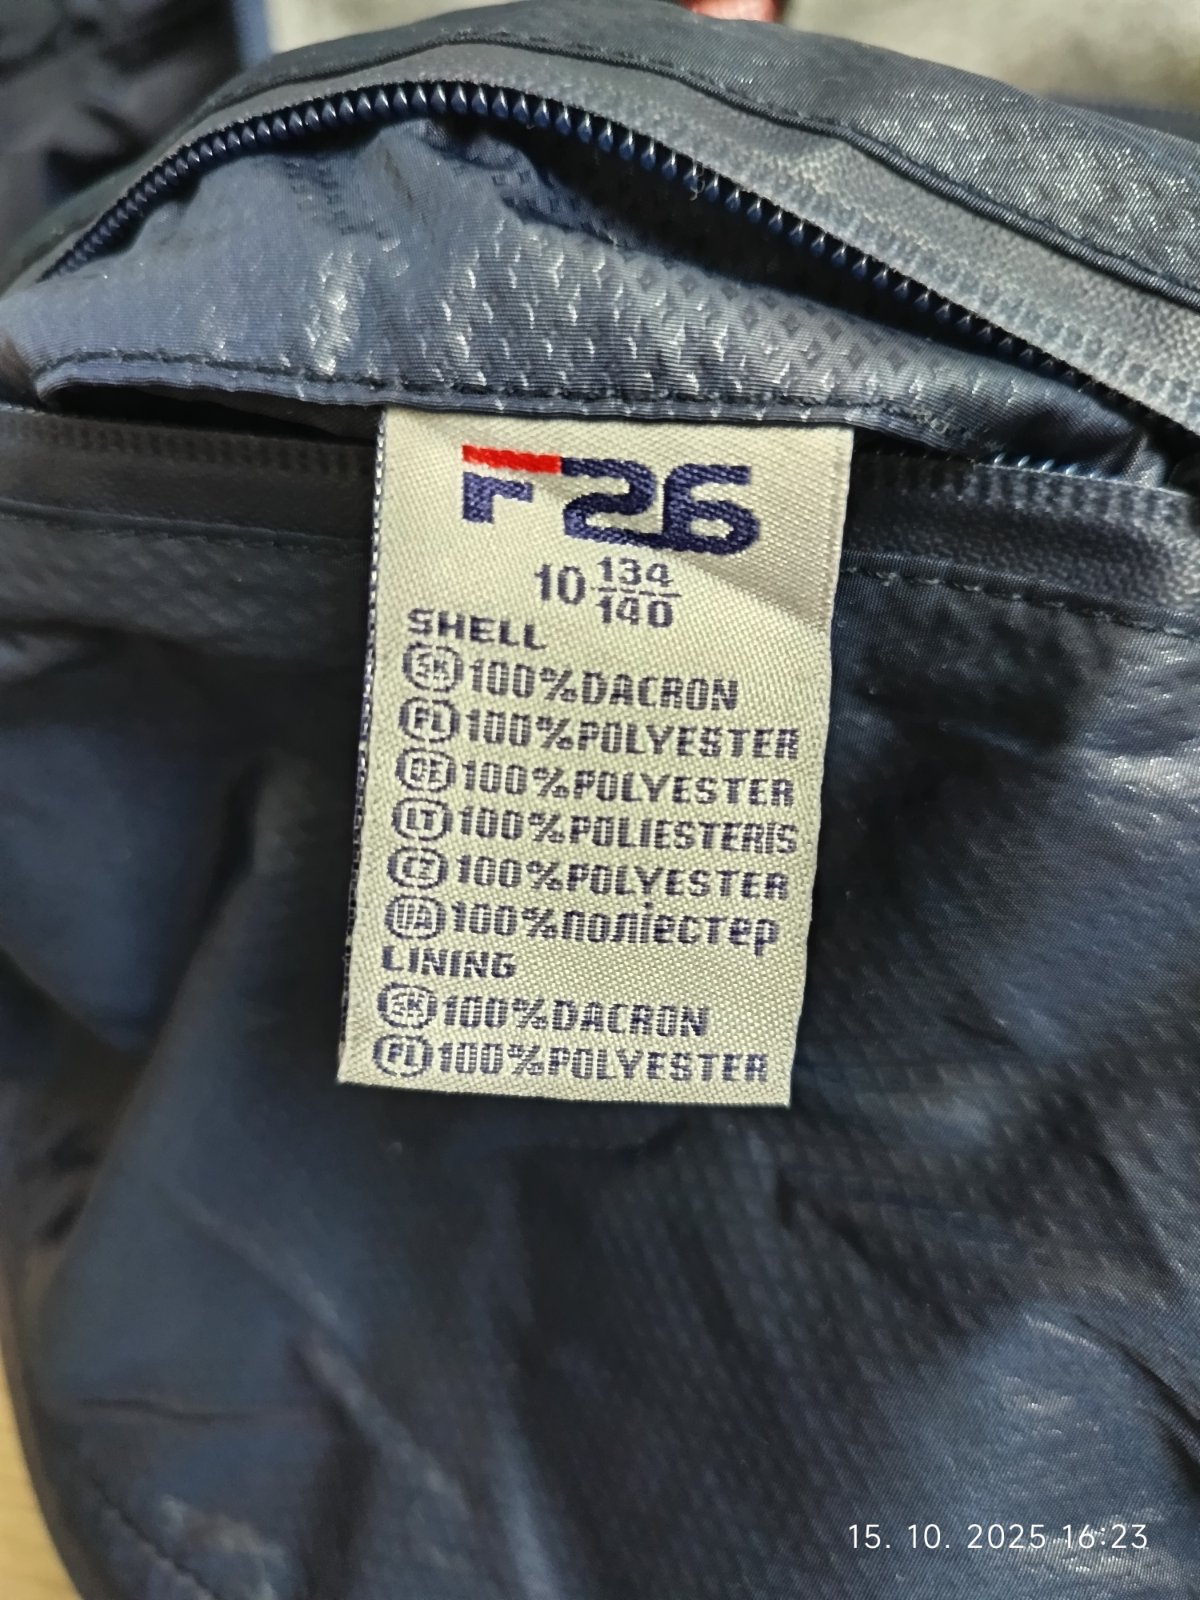 F26
10 134
140
SHELL
SK 100%DACRON
PL 100%POLYESTER
DE 100%POLYESTER
LT 100%POLIESTERIS
CZ 100%POLYESTER
UA 100%поліестер
LINING
SK 100%DACRON
PL 100%POLYESTER
15. 10. 2025 16:23